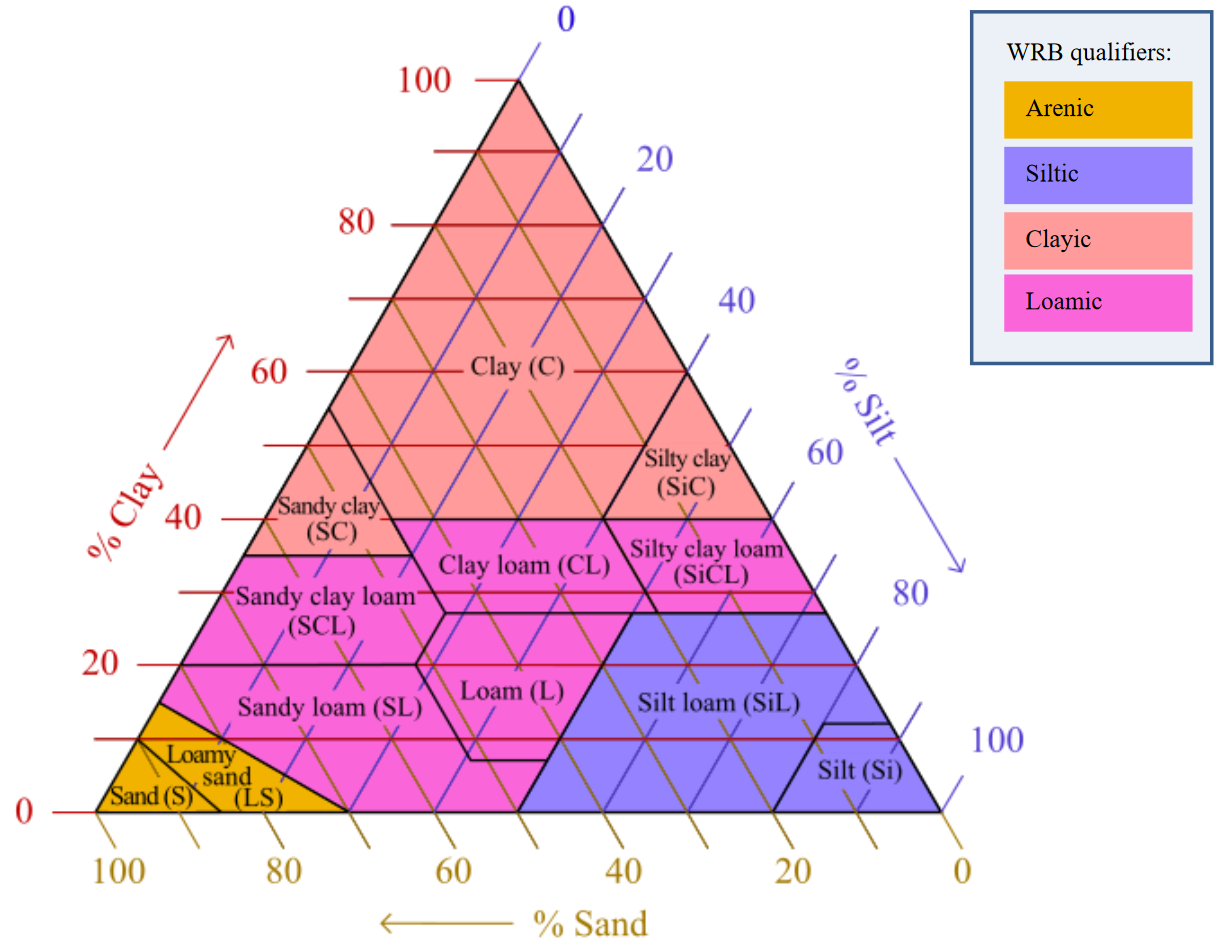 0
WRB qualifiers:
100
Arenic
20
Siltic
80
Clayic
40
Loamic
60
Clay (C)
% Silt
60
Silty clay
(SiC)
% Clay
40
Sandy clay
(SC)
Silty clay loam
(SiCL)
Clay loam (CL)
80
Sandy clay loam
(SCL)
20
Loam (L)
Sandy loam (SL)
Silt loam (SiL)
100
Loamy
sand
(LS)
Sand (S)
Silt (Si)
0
100
80
60
40
20
0
% Sand